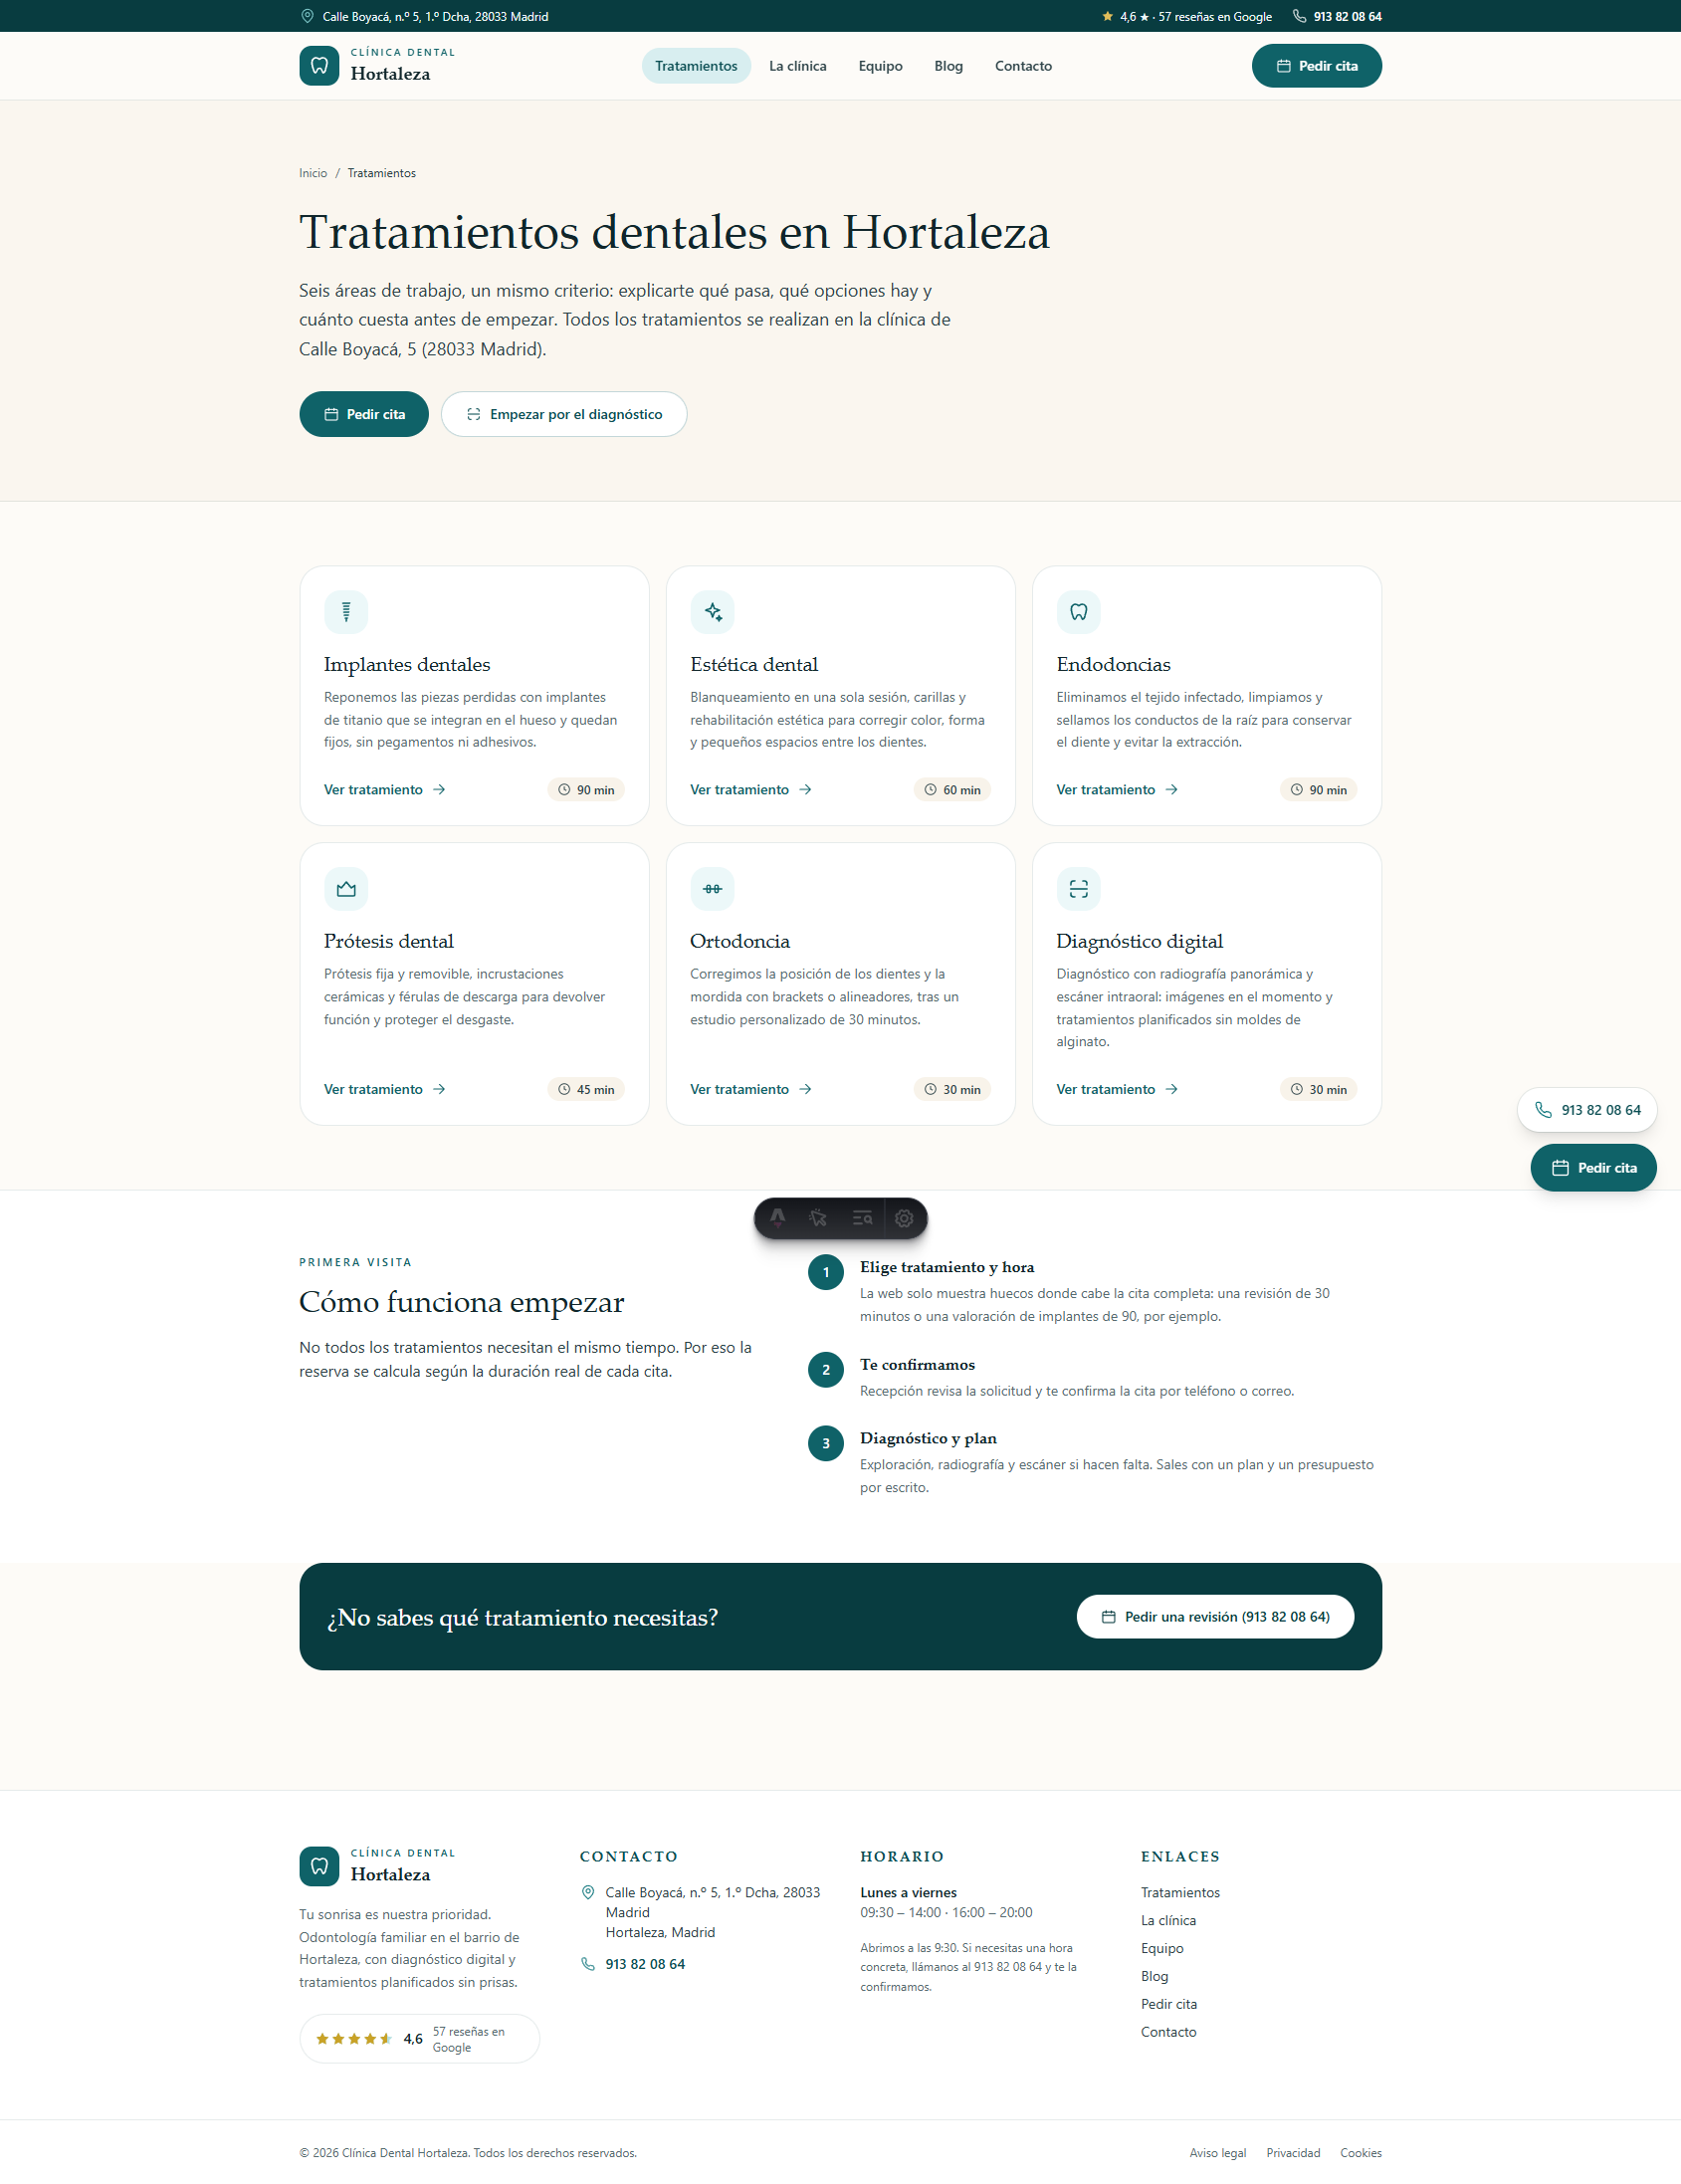 Calle Boyacá, n.º 5, 1.º Dcha, 28033 Madrid
4,6 ★ · 57 reseñas en Google
913 82 08 64
CLÍNICA DENTAL
Hortaleza
Tratamientos
La clínica
Equipo
Blog
Contacto
Pedir cita
Inicio / Tratamientos
Tratamientos dentales en Hortaleza
Seis áreas de trabajo, un mismo criterio: explicarte qué pasa, qué opciones hay y
cuánto cuesta antes de empezar. Todos los tratamientos se realizan en la clínica de
Calle Boyacá, 5 (28033 Madrid).
Pedir cita
Empezar por el diagnóstico
Implantes dentales
Reponemos las piezas perdidas con implantes
de titanio que se integran en el hueso y quedan
fijos, sin pegamentos ni adhesivos.
Ver tratamiento
90 min
Estética dental
Blanqueamiento en una sola sesión, carillas y
rehabilitación estética para corregir color, forma
y pequeños espacios entre los dientes.
Ver tratamiento
60 min
Endodoncias
Eliminamos el tejido infectado, limpiamos y
sellamos los conductos de la raíz para conservar
el diente y evitar la extracción.
Ver tratamiento
90 min
Prótesis dental
Prótesis fija y removible, incrustaciones
cerámicas y férulas de descarga para devolver
función y proteger el desgaste.
Ver tratamiento
45 min
Ortodoncia
Corregimos la posición de los dientes y la
mordida con brackets o alineadores, tras un
estudio personalizado de 30 minutos.
Ver tratamiento
30 min
Diagnóstico digital
Diagnóstico con radiografía panorámica y
escáner intraoral: imágenes en el momento y
tratamientos planificados sin moldes de
alginato.
Ver tratamiento
30 min
913 82 08 64
Pedir cita
PRIMERA VISITA
Cómo funciona empezar
No todos los tratamientos necesitan el mismo tiempo. Por eso la
reserva se calcula según la duración real de cada cita.
1
Elige tratamiento y hora
La web solo muestra huecos donde cabe la cita completa: una revisión de 30
minutos o una valoración de implantes de 90, por ejemplo.
2
Te confirmamos
Recepción revisa la solicitud y te confirma la cita por teléfono o correo.
3
Diagnóstico y plan
Exploración, radiografía y escáner si hacen falta. Sales con un plan y un presupuesto
por escrito.
¿No sabes qué tratamiento necesitas?
Pedir una revisión (913 82 08 64)
CLÍNICA DENTAL
Hortaleza
Tu sonrisa es nuestra prioridad.
Odontología familiar en el barrio de
Hortaleza, con diagnóstico digital y
tratamientos planificados sin prisas.
4,6
57 reseñas en
Google
CONTACTO
Calle Boyacá, n.º 5, 1.º Dcha, 28033
Madrid
Hortaleza, Madrid
913 82 08 64
HORARIO
Lunes a viernes
09:30 – 14:00 · 16:00 – 20:00
Abrimos a las 9:30. Si necesitas una hora
concreta, llámanos al 913 82 08 64 y te la
confirmamos.
ENLACES
Tratamientos
La clínica
Equipo
Blog
Pedir cita
Contacto
© 2026 Clínica Dental Hortaleza. Todos los derechos reservados.
Aviso legal
Privacidad
Cookies